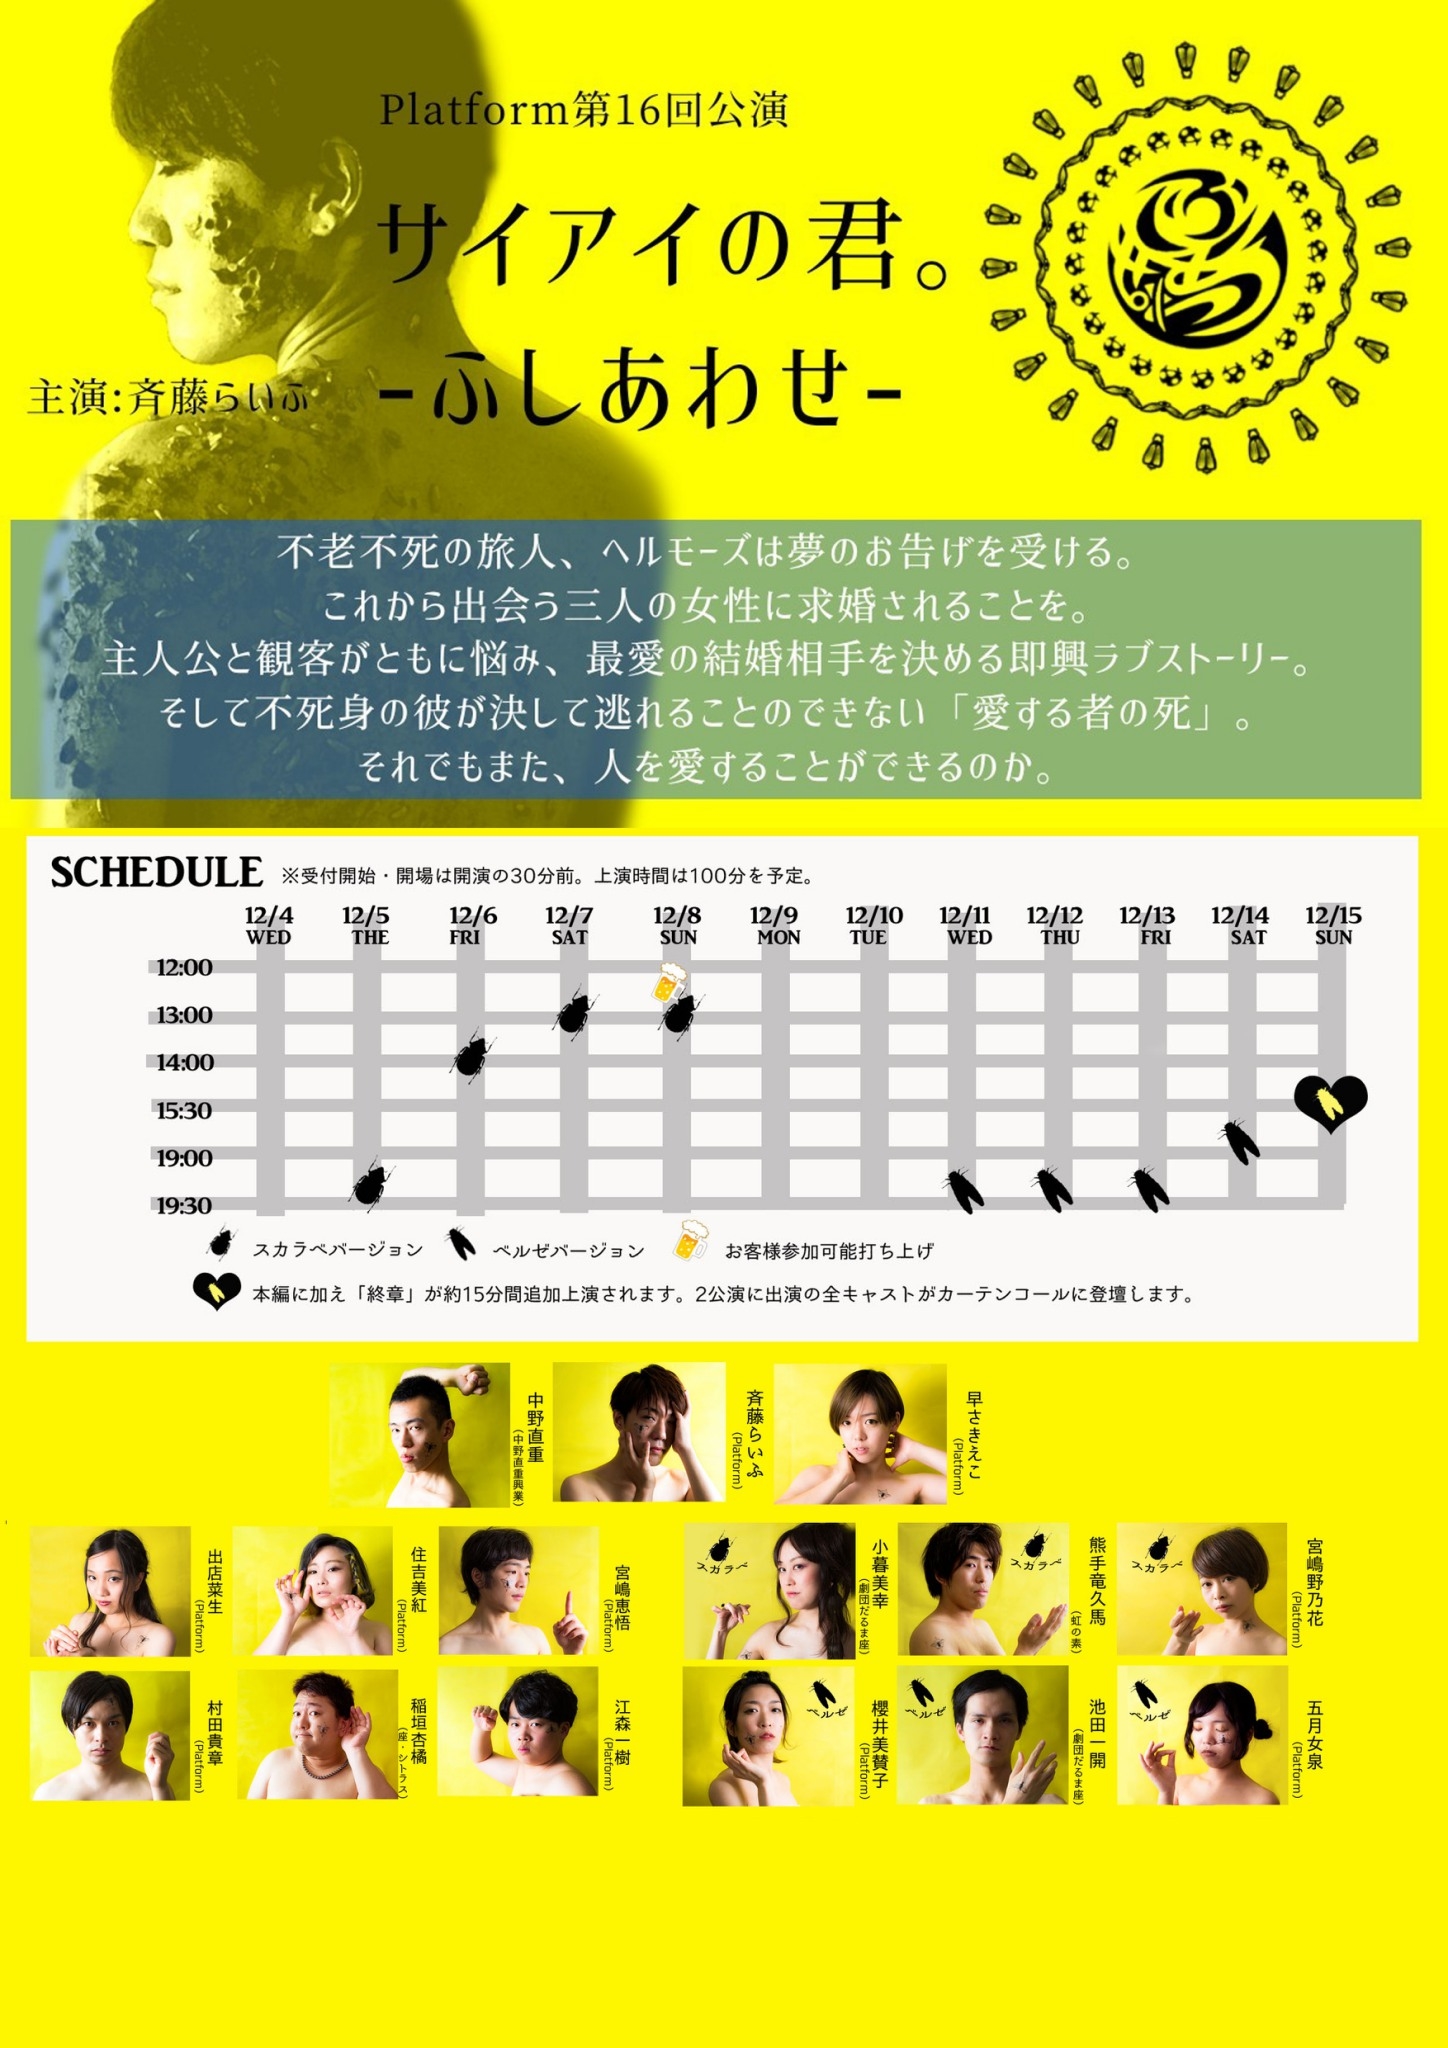 Platform第16回公演
サイアイの君。
-ふしあわせ-
主演:斉藤らいふ
不老不死の旅人、ヘルモーズは夢のお告げを受ける。
これから出会う三人の女性に求婚されることを。
主人公と観客がともに悩み、最愛の結婚相手を決める即興ラブストーリー。
そして不死身の彼が決して逃れることのできない「愛する者の死」。
それでもまた、人を愛することができるのか。
SCHEDULE ※受付開始・開場は開演の30分前。上演時間は100分を予定。
12/4 12/5 12/6 12/7 12/8 12/9 12/10 12/11 12/12 12/13 12/14 12/15
WED THE FRI SAT SUN MON TUE WED THU FRI SAT SUN
12:00
13:00
14:00
15:30
19:00
19:30
スカラベバージョン ベルゼバージョン お客様参加可能打ち上げ
本編に加え「終章」が約15分間追加上演されます。2公演に出演の全キャストがカーテンコールに登壇します。
中野直重
(中野直重興業)
斉藤らいふ
(Platform)
早さきえこ
(Platform)
出店菜生
(Platform)
住吉美紅
(Platform)
宮嶋恵悟
(Platform)
スカラベ
小暮美幸
(劇団だるま座)
スカラベ
熊手竜久馬
(虹の素)
スカラベ
宮嶋野乃花
(Platform)
村田貴章
(Platform)
稲垣杏橘
(座・シトラス)
江森一樹
(Platform)
ベルゼ
櫻井美賛子
(Platform)
ベルゼ
池田一開
(劇団だるま座)
ベルゼ
五月女泉
(Platform)